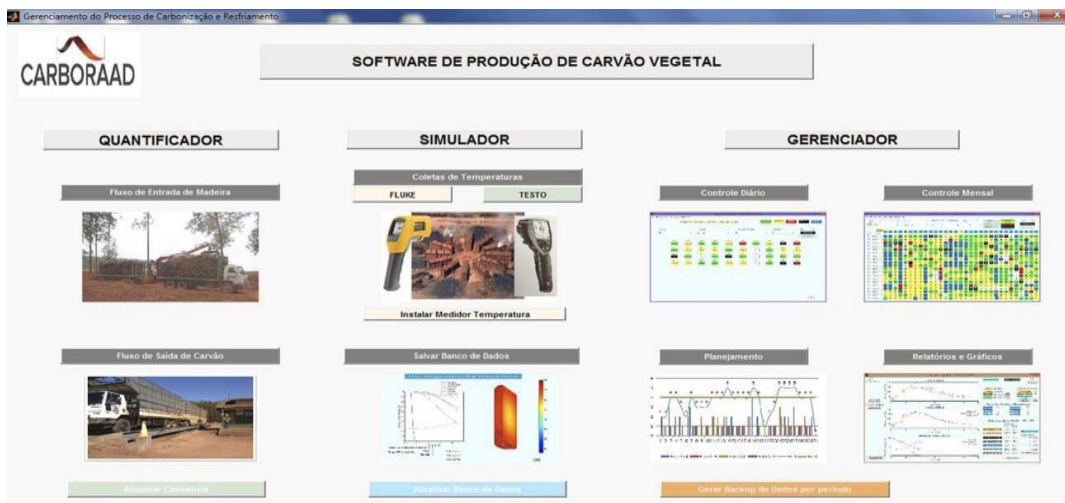 Gerenciamento do Processo de Carbonização e Resfriamento
CARBORAAD
SOFTWARE DE PRODUÇÃO DE CARVÃO VEGETAL
QUANTIFICADOR
SIMULADOR
GERENCIADOR
Fluxo de Entrada de Madeira
Coletas de Temperaturas
FLUKE
TESTO
Controle Diário
Controle Mensal
Instalar Medidor Temperatura
Fluxo de Saída de Carvão
Salvar Banco de Dados
Planejamento
Relatórios e Gráficos
Atualizar Cadastros
Atualizar Banco de Dados
Gerar Backup de Dados por período